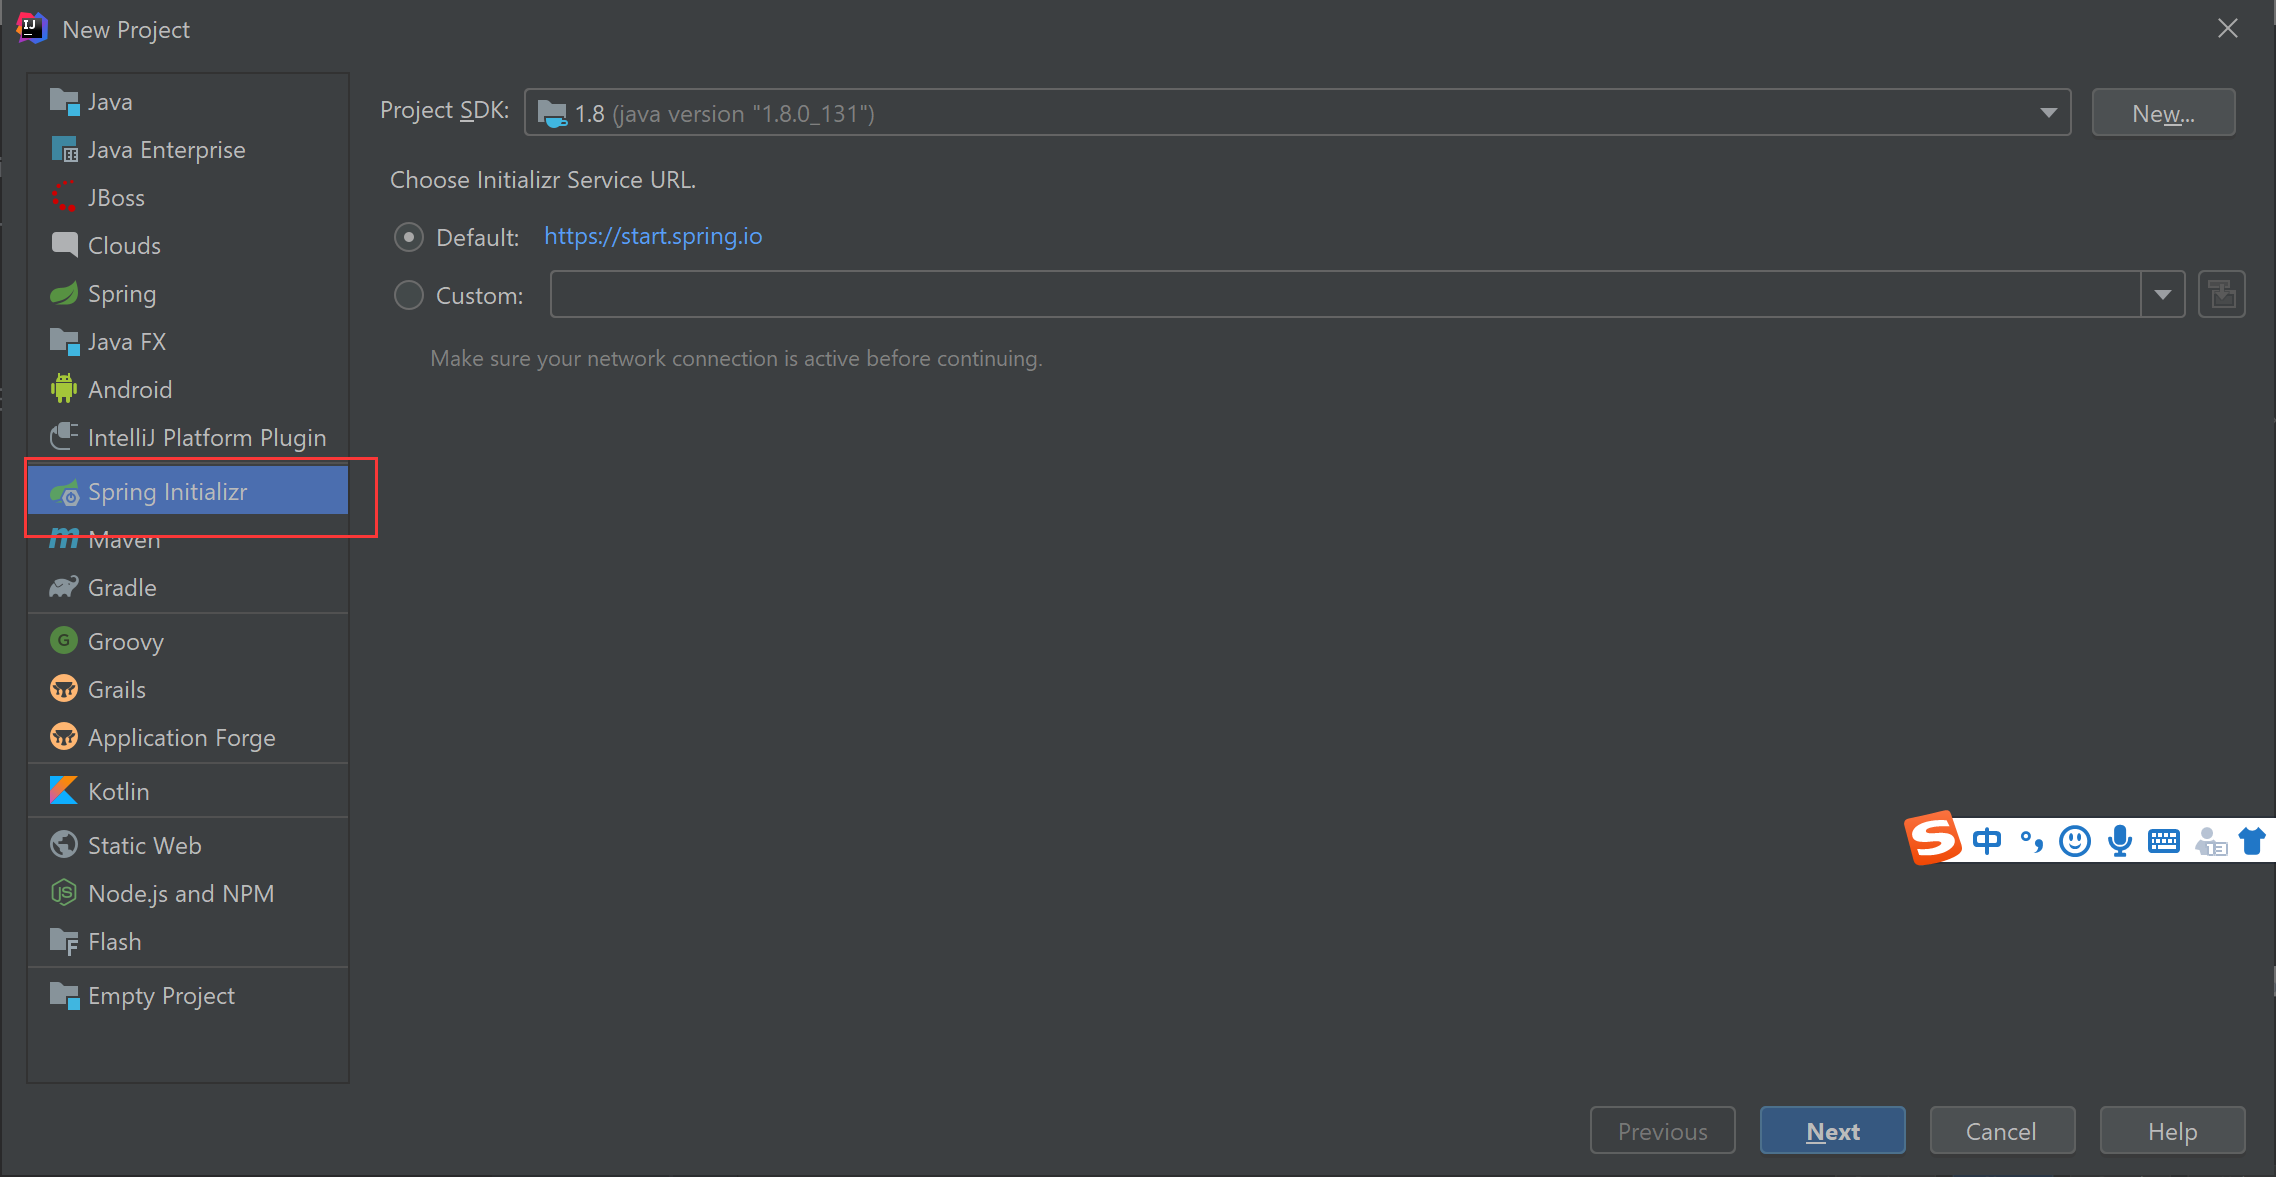 New Project
Java
Java Enterprise
JBoss
Clouds
Spring
Java FX
Android
IntelliJ Platform Plugin
Spring Initializr
Maven
Gradle
Groovy
Grails
Application Forge
Kotlin
Static Web
Node.js and NPM
Flash
Empty Project
Project SDK: 1.8 (java version "1.8.0_131") New...
Choose Initializr Service URL.
Default: https://start.spring.io
Custom:
Make sure your network connection is active before continuing.
中
Previous Next Cancel Help